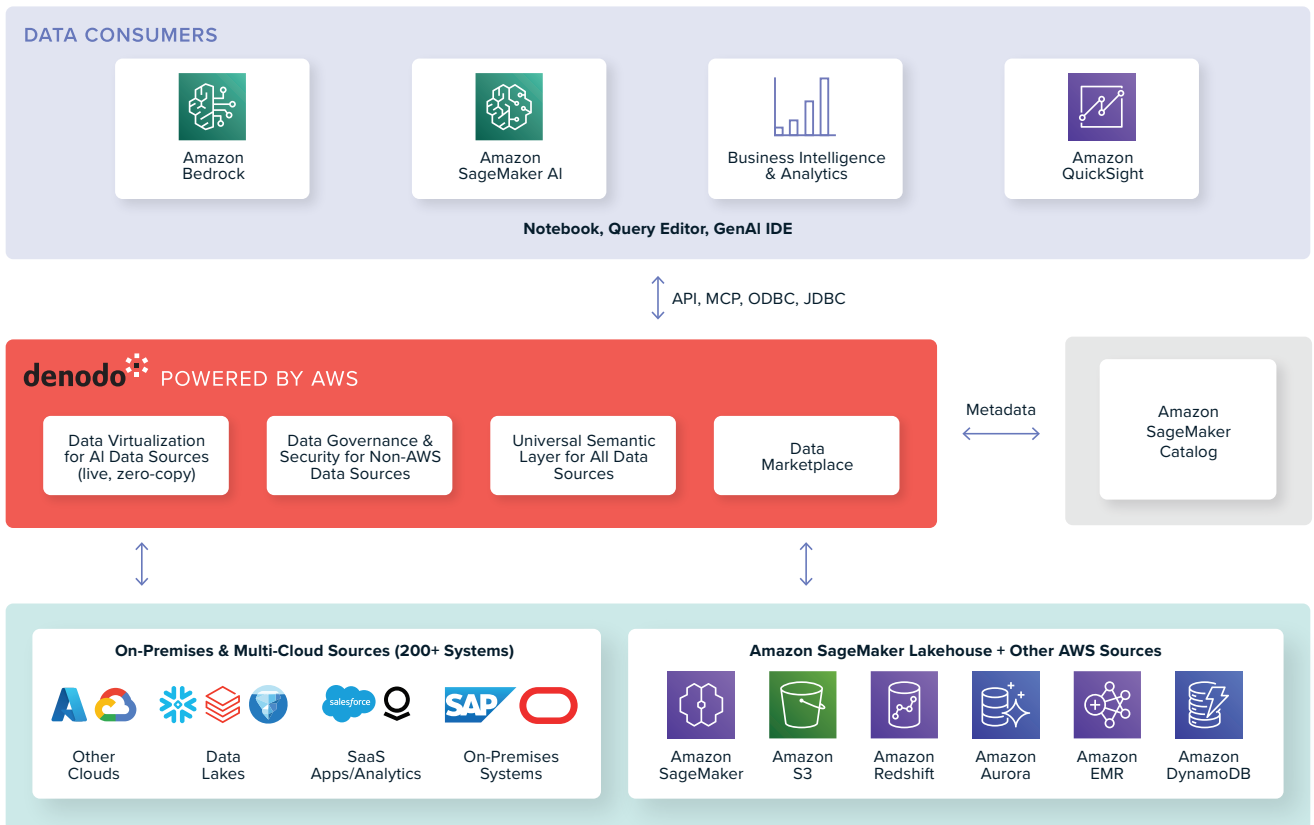 DATA CONSUMERS
Amazon
Bedrock
Amazon
SageMaker AI
Business Intelligence
& Analytics
Amazon
QuickSight
Notebook, Query Editor, GenAI IDE
API, MCP, ODBC, JDBC
denodo POWERED BY AWS
Data Virtualization
for AI Data Sources
(live, zero-copy)
Data Governance &
Security for Non-AWS
Data Sources
Universal Semantic
Layer for All Data
Sources
Data
Marketplace
Metadata
Amazon
SageMaker
Catalog
On-Premises & Multi-Cloud Sources (200+ Systems)
salesforce
SAP
Other
Clouds
Data
Lakes
SaaS
Apps/Analytics
On-Premises
Systems
Amazon SageMaker Lakehouse + Other AWS Sources
Amazon
SageMaker
Amazon
S3
Amazon
Redshift
Amazon
Aurora
Amazon
EMR
Amazon
DynamoDB